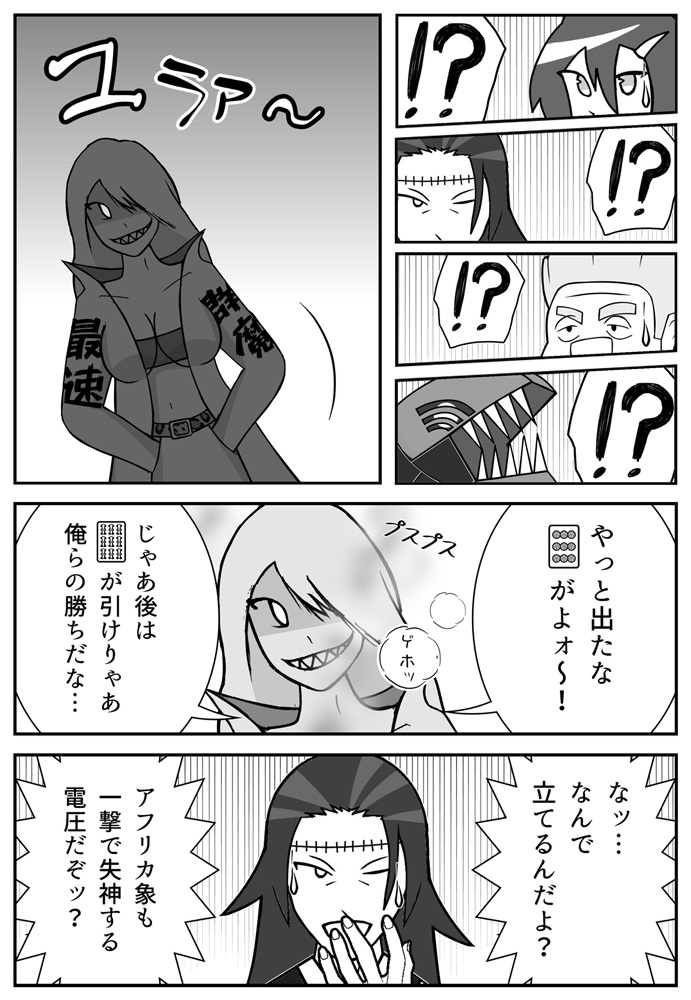 !?
!?
!?
!?
ユラァ〜
最速
やっと出たな
がよォ〜！
プスプス
ゲホッ
じゃあ後は
が引けりゃあ
俺らの勝ちだな…
なッ…
なんで
立てるんだよ？
アフリカ象も
一撃で失神する
電圧だぞッ？